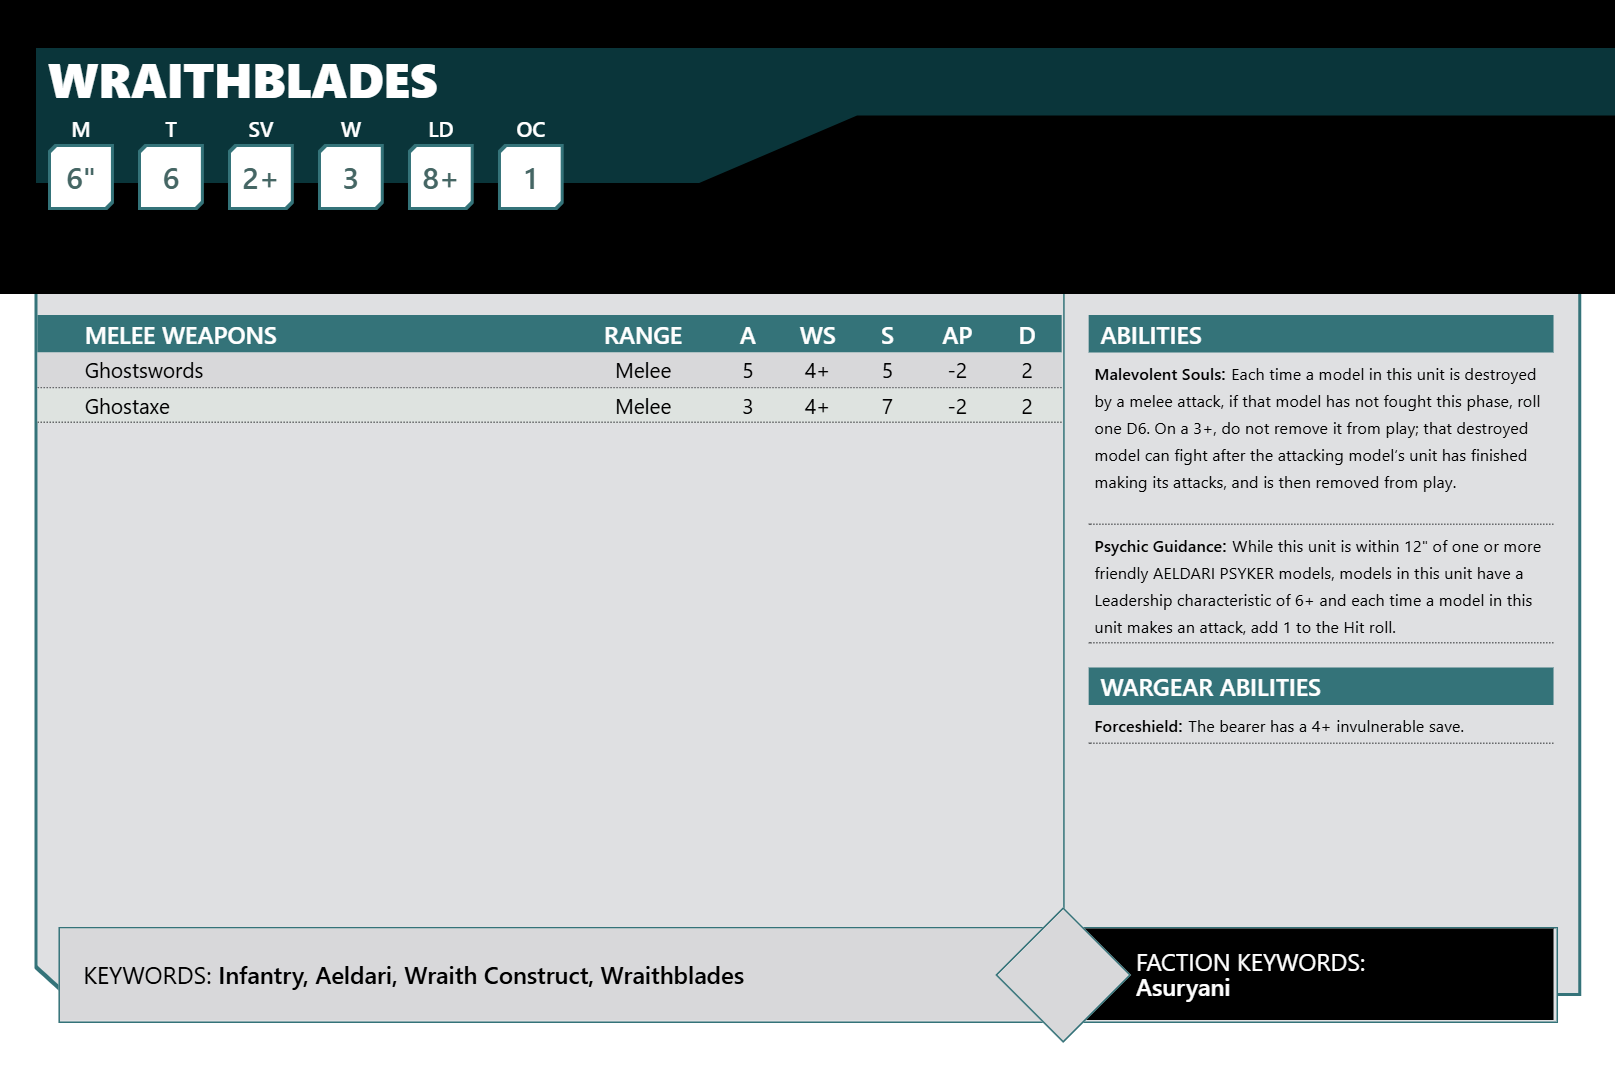 WRAITHBLADES
M T SV W LD OC
6" 6 2+ 3 8+ 1
MELEE WEAPONS RANGE A WS S AP D
Ghostswords Melee 5 4+ 5 -2 2
Ghostaxe Melee 3 4+ 7 -2 2
ABILITIES
Malevolent Souls: Each time a model in this unit is destroyed
by a melee attack, if that model has not fought this phase, roll
one D6. On a 3+, do not remove it from play; that destroyed
model can fight after the attacking model’s unit has finished
making its attacks, and is then removed from play.
Psychic Guidance: While this unit is within 12" of one or more
friendly AELDARI PSYKER models, models in this unit have a
Leadership characteristic of 6+ and each time a model in this
unit makes an attack, add 1 to the Hit roll.
WARGEAR ABILITIES
Forceshield: The bearer has a 4+ invulnerable save.
KEYWORDS: Infantry, Aeldari, Wraith Construct, Wraithblades
FACTION KEYWORDS:
Asuryani